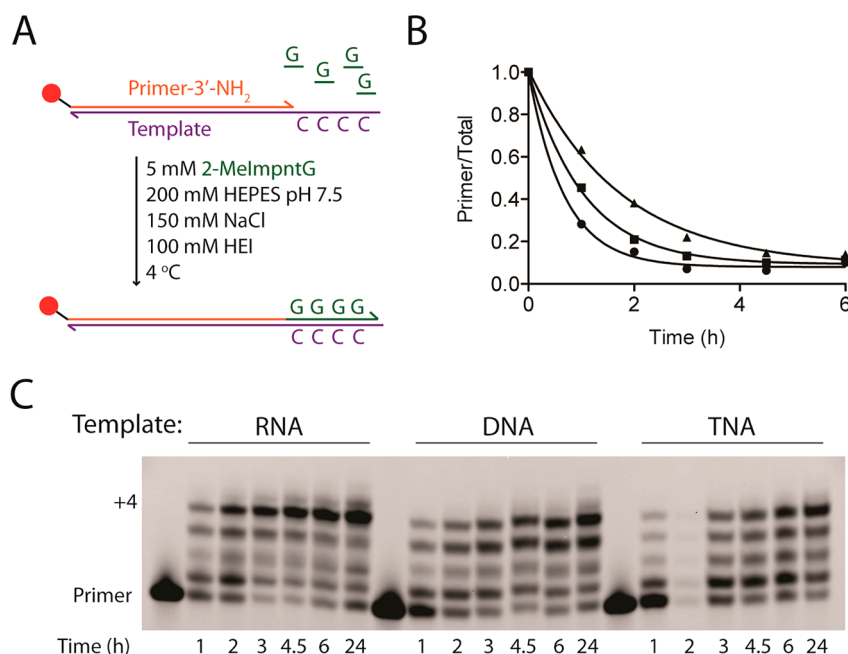 A
G G G G
Primer-3'-NH2
Template
C C C C
5 mM 2-MeImpntG
200 mM HEPES pH 7.5
150 mM NaCl
100 mM HEI
4 ºC
G G G G
C C C C
B
Primer/Total
1.0
0.8
0.6
0.4
0.2
0.0
0 2 4 6
Time (h)
C
Template: RNA DNA TNA
+4
Primer
Time (h) 1 2 3 4.5 6 24 1 2 3 4.5 6 24 1 2 3 4.5 6 24